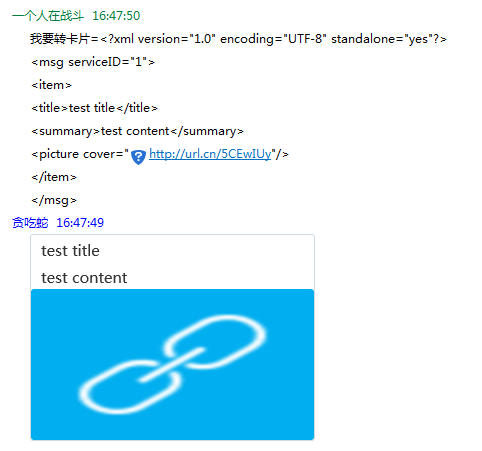 一个人在战斗 16:47:50
我要转卡片=<?xml version="1.0" encoding="UTF-8" standalone="yes"?>
<msg serviceID="1">
<item>
<title>test title</title>
<summary>test content</summary>
<picture cover="http://url.cn/5CEwIUy"/>
</item>
</msg>
贪吃蛇 16:47:49
test title
test content